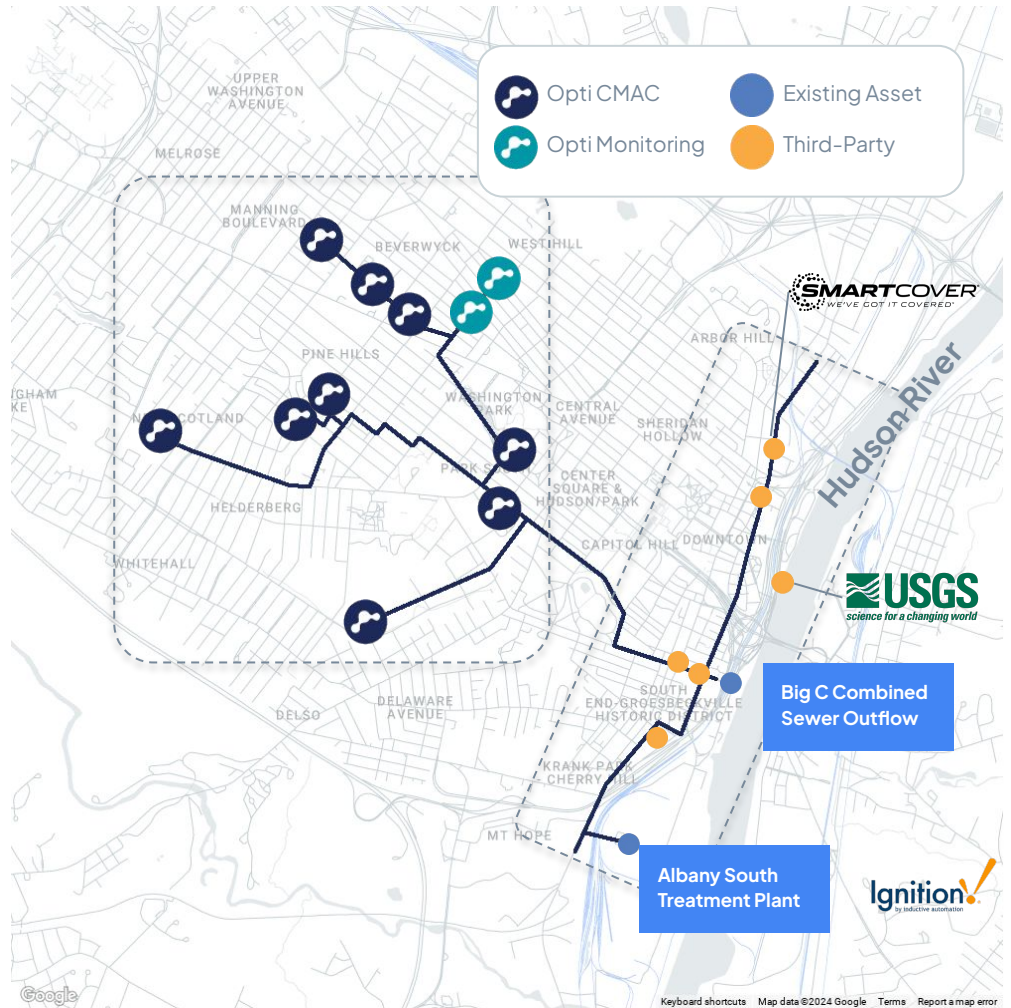 UPPER
WASHINGTON
AVENUE
Opti CMAC
Existing Asset
Opti Monitoring
Third-Party
MELROSE
MANNING
BOULEVARD
BEVERWYCK
WEST HILL
SMARTCOVER
WE'VE GOT IT COVERED
ARBOR HILL
PINE HILLS
Hudson River
WASHINGTON
PARK
CENTRAL
AVENUE
SHERIDAN
HOLLOW
NEW SCOTLAND
PARK SOUTH
CENTER
SQUARE &
HUDSON/PARK
HELDERBERG
CAPITOL HILL
DOWNTOWN
WHITEHALL
USGS
science for a changing world
Big C Combined
Sewer Outflow
SOUTH
END-GROESBECKVILLE
HISTORIC DISTRICT
DELAWARE
AVENUE
DELSO
KRANK PARK
CHERRY HILL
MT HOPE
Albany South
Treatment Plant
Ignition!
by inductive automation
Google
Keyboard shortcuts Map data ©2024 Google Terms Report a map error